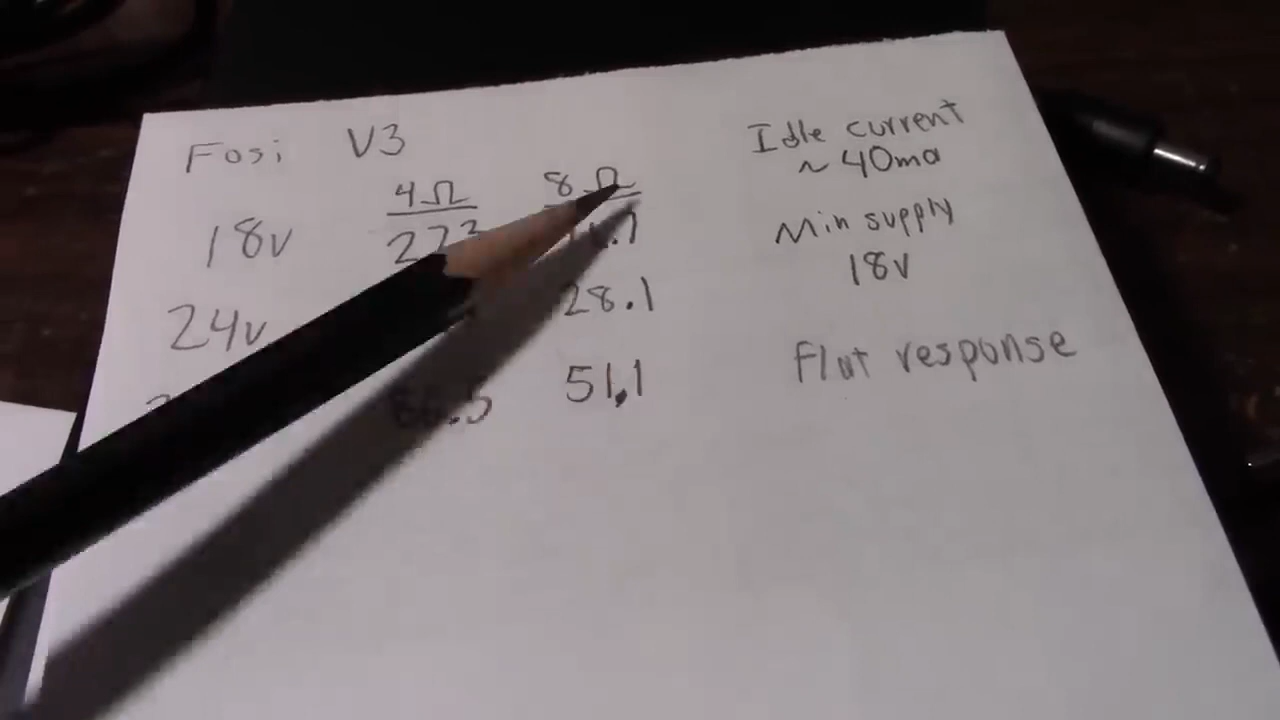 Fosi V3
4Ω 8Ω
18v
24v 28.1
51.1
Idle current
~ 40ma
Min supply
18v
Flat response